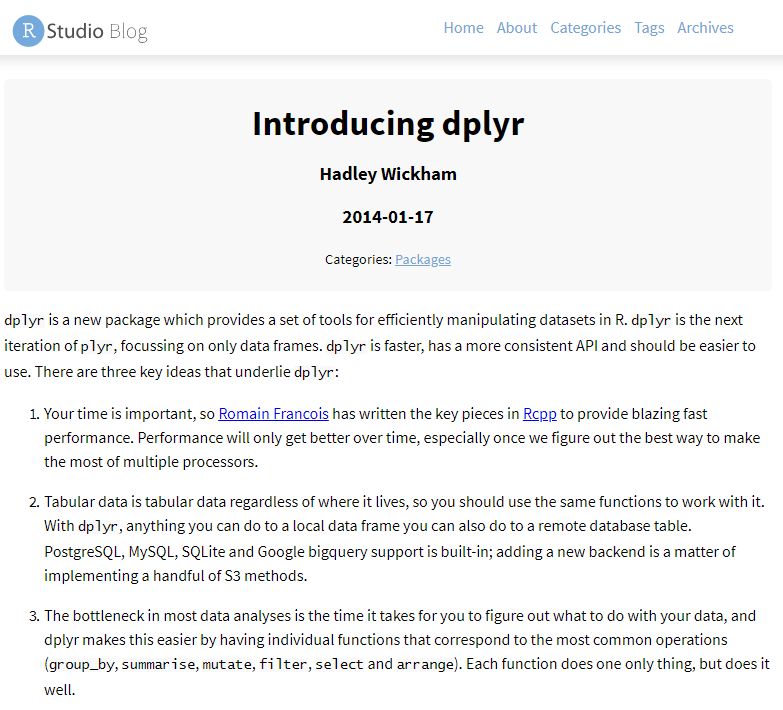 R Studio Blog
Home About Categories Tags Archives
Introducing dplyr
Hadley Wickham
2014-01-17
Categories: Packages
dplyr is a new package which provides a set of tools for efficiently manipulating datasets in R. dplyr is the next
iteration of plyr, focussing on only data frames. dplyr is faster, has a more consistent API and should be easier to
use. There are three key ideas that underlie dplyr:
1. Your time is important, so Romain Francois has written the key pieces in Rcpp to provide blazing fast
performance. Performance will only get better over time, especially once we figure out the best way to make
the most of multiple processors.
2. Tabular data is tabular data regardless of where it lives, so you should use the same functions to work with it.
With dplyr, anything you can do to a local data frame you can also do to a remote database table.
PostgreSQL, MySQL, SQLite and Google bigquery support is built-in; adding a new backend is a matter of
implementing a handful of S3 methods.
3. The bottleneck in most data analyses is the time it takes for you to figure out what to do with your data, and
dplyr makes this easier by having individual functions that correspond to the most common operations
(group_by, summarise, mutate, filter, select and arrange). Each function does one only thing, but does it
well.